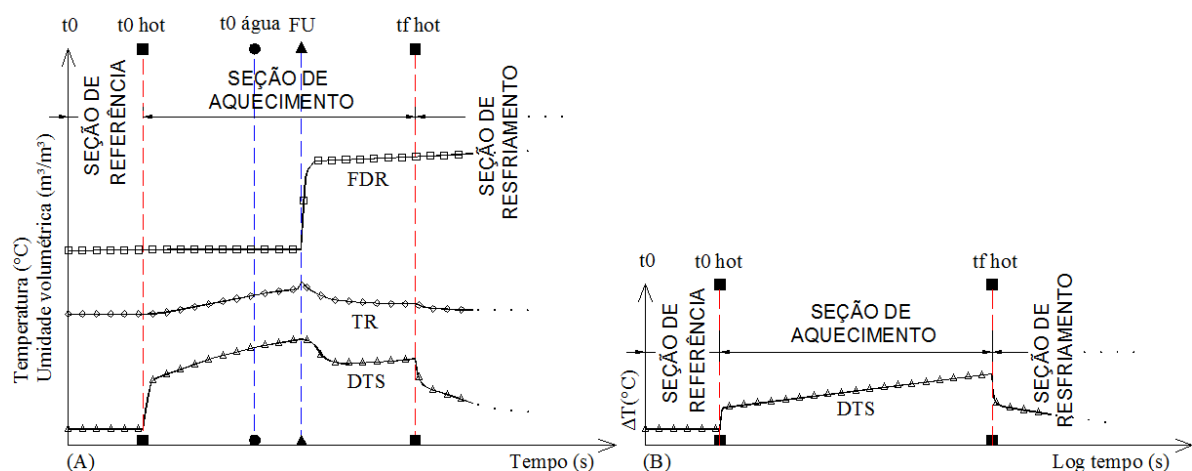 t0
t0 hot
t0 água
FU
tf hot
SEÇÃO DE
REFERÊNCIA
SEÇÃO DE
AQUECIMENTO
SEÇÃO DE
RESFRIAMENTO
FDR
TR
DTS
Temperatura (°C)
Umidade volumétrica (m³/m³)
(A)
Tempo (s)
t0
t0 hot
tf hot
SEÇÃO DE
REFERÊNCIA
SEÇÃO DE
AQUECIMENTO
SEÇÃO DE
RESFRIAMENTO
DTS
ΔT(°C)
(B)
Log tempo (s)